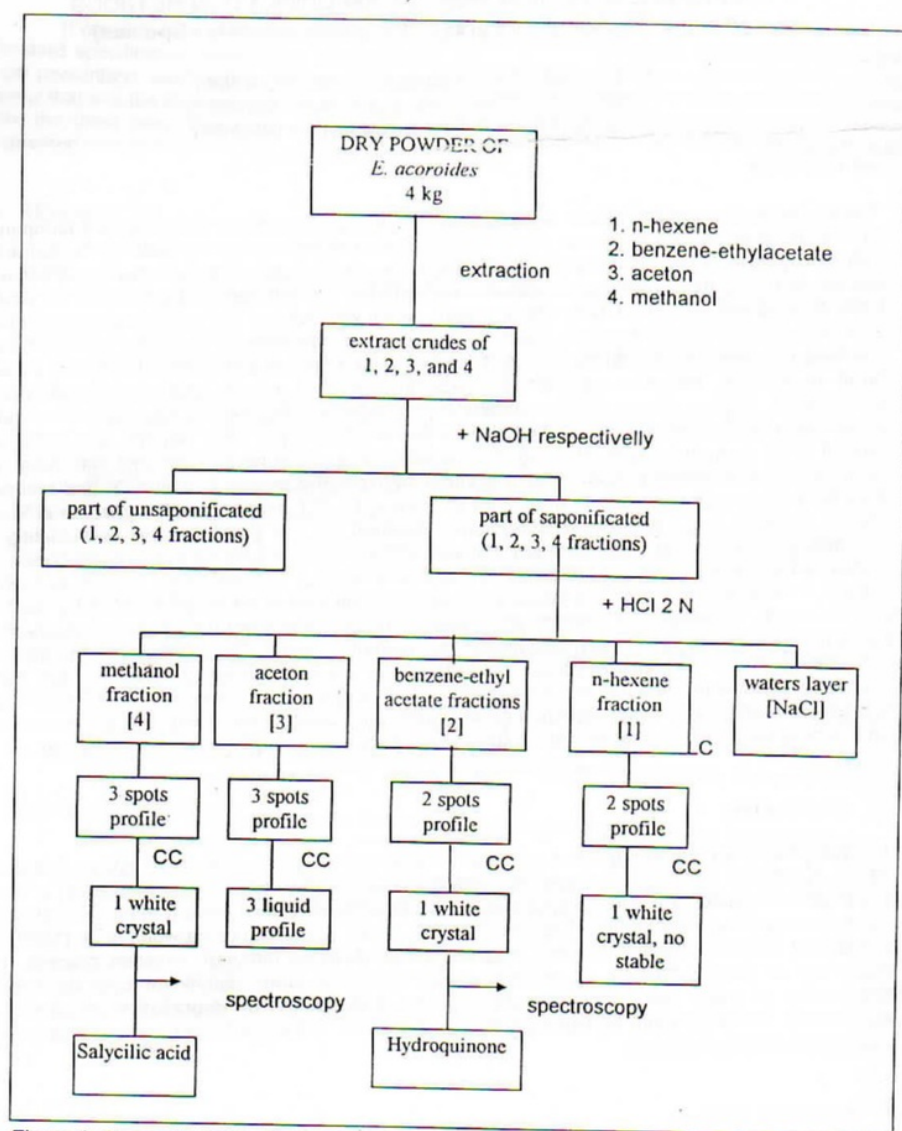 DRY POWDER OF
E. acoroides
4 kg
1. n-hexene
2. benzene-ethylacetate
3. aceton
4. methanol
extraction
extract crudes of
1, 2, 3, and 4
+ NaOH respectivelly
part of unsaponificated
(1, 2, 3, 4 fractions)
part of saponificated
(1, 2, 3, 4 fractions)
+ HCl 2 N
methanol
fraction
[4]
aceton
fraction
[3]
benzene-ethyl
acetate fractions
[2]
n-hexene
fraction
[1]
waters layer
[NaCl]
3 spots
profile
3 spots
profile
2 spots
profile
2 spots
profile
CC
CC
CC
CC
1 white
crystal
3 liquid
profile
1 white
crystal
1 white
crystal, no
stable
spectroscopy
spectroscopy
Salycilic acid
Hydroquinone